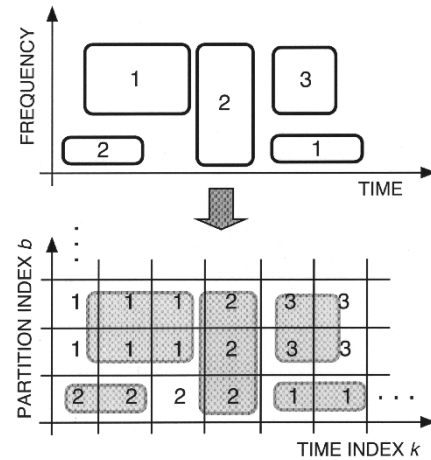 FREQUENCY
1
2
3
2
1
TIME
PARTITION INDEX b
1 1 1 2 3 3
1 1 1 2 3 3
2 2 2 2 1 1 . . .
TIME INDEX k